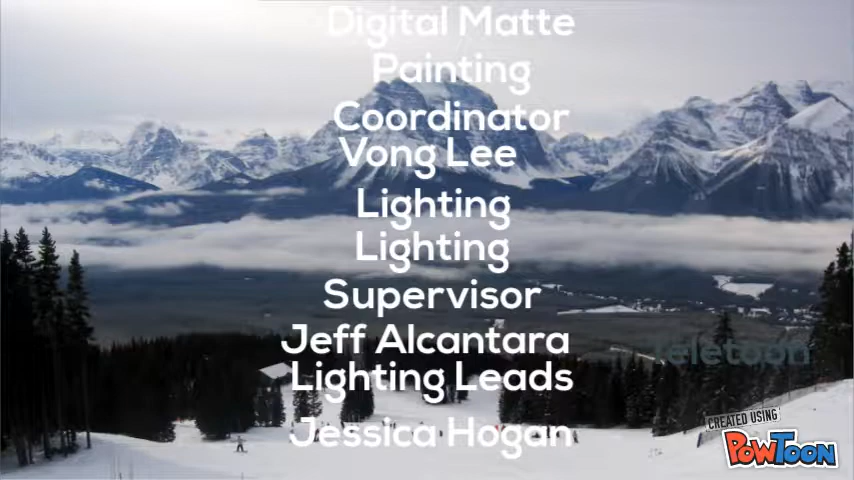 Digital Matte
Painting
Coordinator
Vong Lee
Lighting
Lighting
Supervisor
Jeff Alcantara
Teletoon
Lighting Leads
Jessica Hogan
CREATED USING
POWTOON